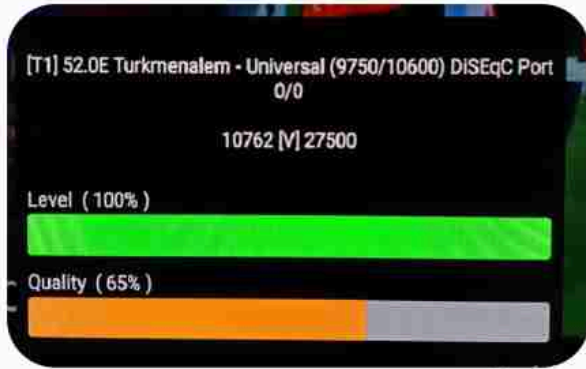 [T1] 52.0E Turkmenalem - Universal (9750/10600) DiSEqC Port
0/0
10762 [V] 27500
Level ( 100% )
Quality ( 65% )